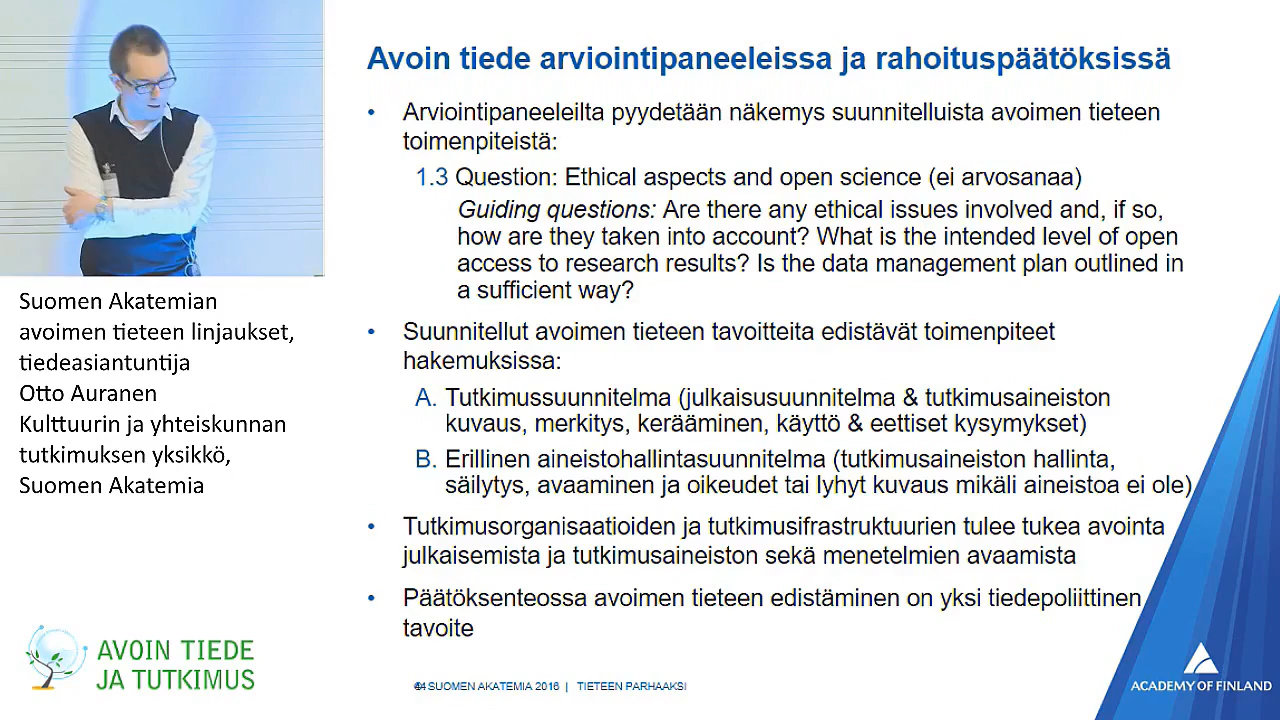 Avoin tiede arviointipaneeleissa ja rahoituspäätöksissä
• Arviointipaneeleilta pyydetään näkemys suunnitelluista avoimen tieteen
toimenpiteistä:
1.3 Question: Ethical aspects and open science (ei arvosanaa)
Guiding questions: Are there any ethical issues involved and, if so,
how are they taken into account? What is the intended level of open
access to research results? Is the data management plan outlined in
a sufficient way?
• Suunnitellut avoimen tieteen tavoitteita edistävät toimenpiteet
hakemuksissa:
A. Tutkimussuunnitelma (julkaisusuunnitelma & tutkimusaineiston
kuvaus, merkitys, kerääminen, käyttö & eettiset kysymykset)
B. Erillinen aineistohallintasuunnitelma (tutkimusaineiston hallinta,
säilytys, avaaminen ja oikeudet tai lyhyt kuvaus mikäli aineistoa ei ole)
• Tutkimusorganisaatioiden ja tutkimusifrastruktuurien tulee tukea avointa
julkaisemista ja tutkimusaineiston sekä menetelmien avaamista
• Päätöksenteossa avoimen tieteen edistäminen on yksi tiedepoliittinen
tavoite
Suomen Akatemian
avoimen tieteen linjaukset,
tiedeasiantuntija
Otto Auranen
Kulttuurin ja yhteiskunnan
tutkimuksen yksikkö,
Suomen Akatemia
AVOIN TIEDE
JA TUTKIMUS
SUOMEN AKATEMIA 2016 | TIETEEN PARHAAKSI
ACADEMY OF FINLAND